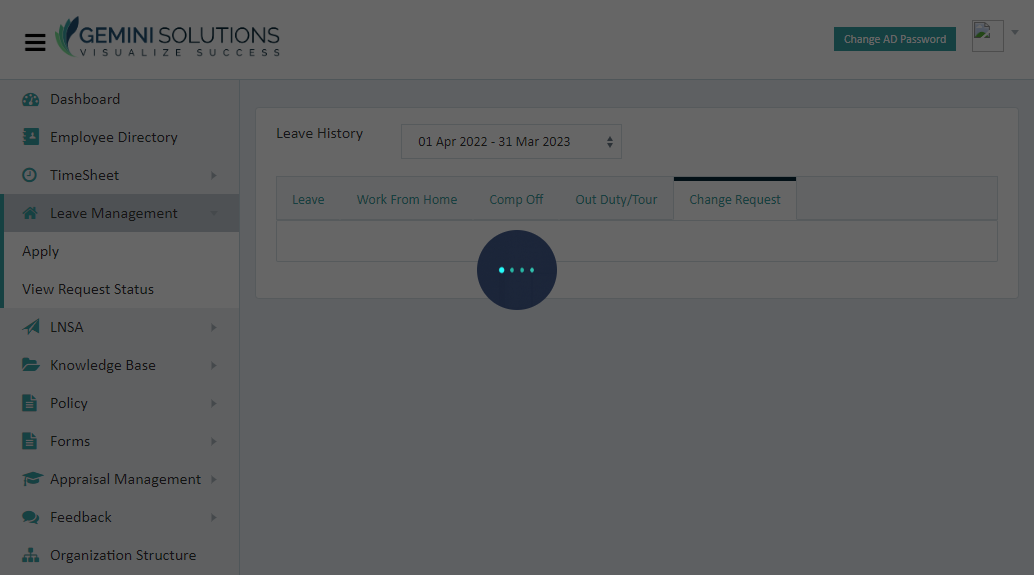 GEMINI SOLUTIONS
VISUALIZE SUCCESS
Change AD Password
Dashboard
Employee Directory
TimeSheet
Leave Management
Apply
View Request Status
LNSA
Knowledge Base
Policy
Forms
Appraisal Management
Feedback
Organization Structure
Leave History
01 Apr 2022 - 31 Mar 2023
Leave Work From Home Comp Off Out Duty/Tour Change Request